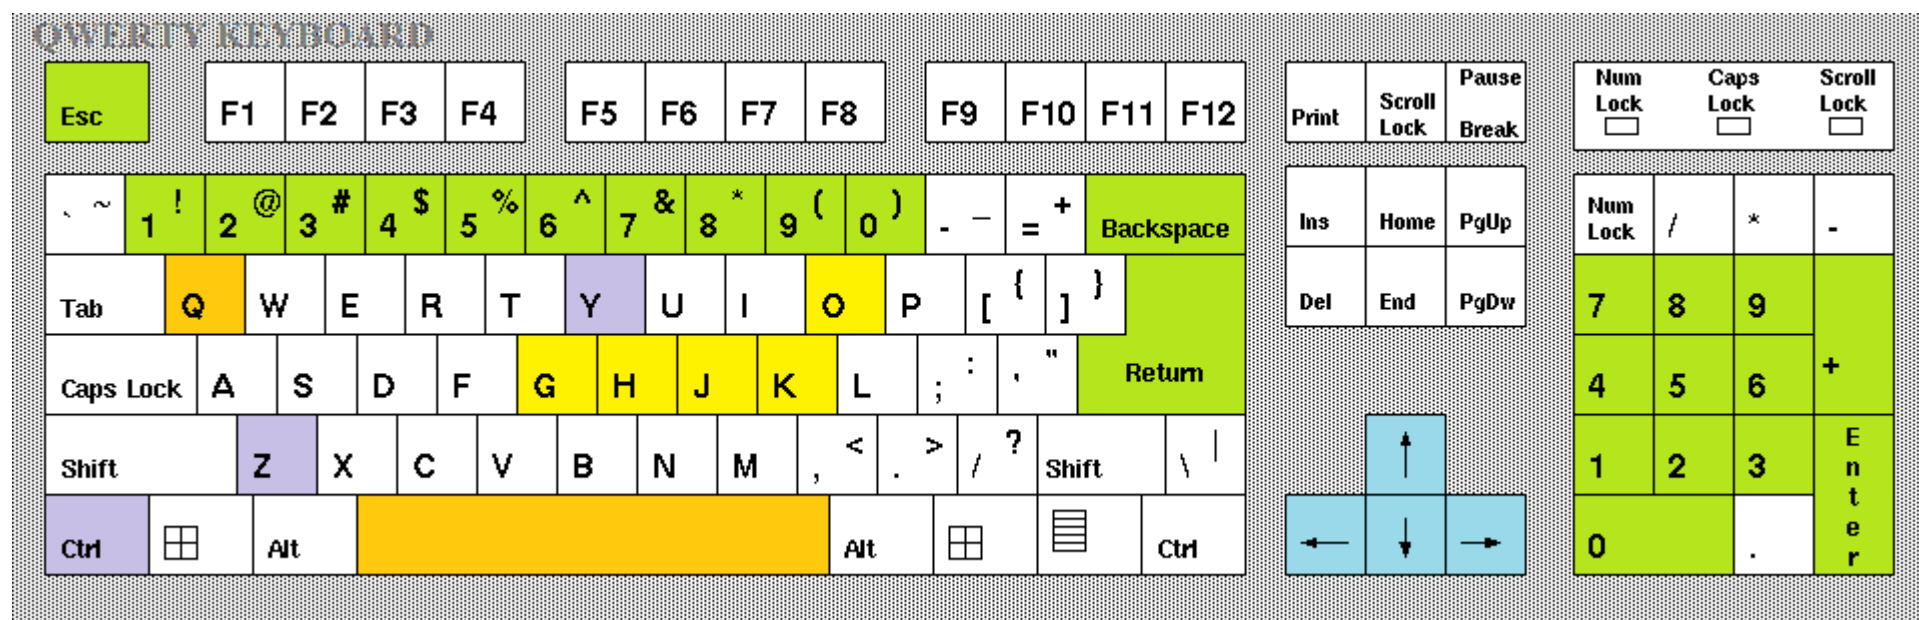 QWERTY KEYBOARD
Esc F1 F2 F3 F4 F5 F6 F7 F8 F9 F10 F11 F12 Print Scroll Lock Pause Break Num Lock Caps Lock Scroll Lock
` ~ 1 ! 2 @ 3 # 4 $ 5 % 6 ^ 7 & 8 * 9 ( 0 ) - _ = + Backspace Ins Home PgUp Num Lock / * -
Tab Q W E R T Y U I O P [ { ] } Del End PgDw 7 8 9 +
Caps Lock A S D F G H J K L ; : ' " Return 4 5 6
Shift Z X C V B N M , < . > / ? Shift \ | ↑ 1 2 3 Enter
Ctrl Alt Alt Ctrl ← ↓ → 0 .